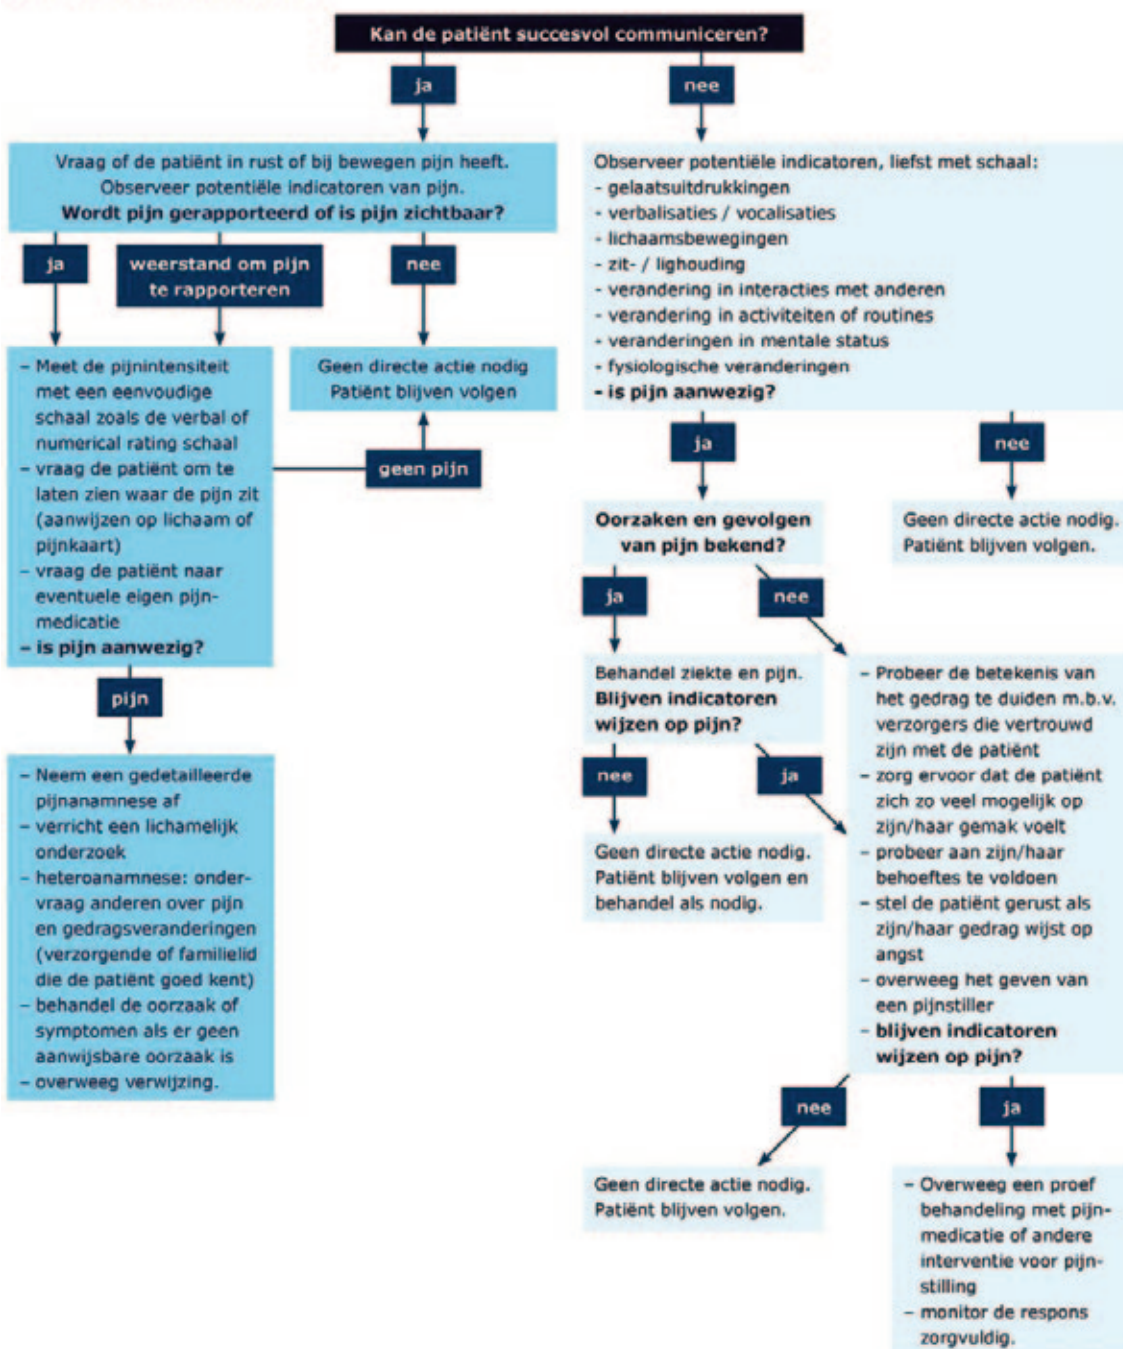 Kan de patiënt succesvol communiceren?
ja
nee
Vraag of de patiënt in rust of bij bewegen pijn heeft.
Observeer potentiële indicatoren van pijn.
Wordt pijn gerapporteerd of is pijn zichtbaar?
ja
weerstand om pijn
te rapporteren
nee
– Meet de pijnintensiteit
met een eenvoudige
schaal zoals de verbal of
numerical rating schaal
– vraag de patiënt om te
laten zien waar de pijn zit
(aanwijzen op lichaam of
pijnkaart)
– vraag de patiënt naar
eventuele eigen pijn-
medicatie
– is pijn aanwezig?
Geen directe actie nodig
Patiënt blijven volgen
geen pijn
pijn
– Neem een gedetailleerde
pijnanamnese af
– verricht een lichamelijk
onderzoek
– heteroanamnese: onder-
vraag anderen over pijn
en gedragsveranderingen
(verzorgende of familielid
die de patiënt goed kent)
– behandel de oorzaak of
symptomen als er geen
aanwijsbare oorzaak is
– overweeg verwijzing.
Observeer potentiële indicatoren, liefst met schaal:
- gelaatsuitdrukkingen
- verbalisaties / vocalisaties
- lichaamsbewegingen
- zit- / lighouding
- verandering in interacties met anderen
- verandering in activiteiten of routines
- veranderingen in mentale status
- fysiologische veranderingen
- is pijn aanwezig?
ja
nee
Oorzaken en gevolgen
van pijn bekend?
Geen directe actie nodig.
Patiënt blijven volgen.
ja
nee
Behandel ziekte en pijn.
Blijven indicatoren
wijzen op pijn?
nee
ja
Geen directe actie nodig.
Patiënt blijven volgen en
behandel als nodig.
– Probeer de betekenis van
het gedrag te duiden m.b.v.
verzorgers die vertrouwd
zijn met de patiënt
– zorg ervoor dat de patiënt
zich zo veel mogelijk op
zijn/haar gemak voelt
– probeer aan zijn/haar
behoeftes te voldoen
– stel de patiënt gerust als
zijn/haar gedrag wijst op
angst
– overweeg het geven van
een pijnstiller
– blijven indicatoren
wijzen op pijn?
nee
ja
Geen directe actie nodig.
Patiënt blijven volgen.
– Overweeg een proef
behandeling met pijn-
medicatie of andere
interventie voor pijn-
stilling
– monitor de respons
zorgvuldig.